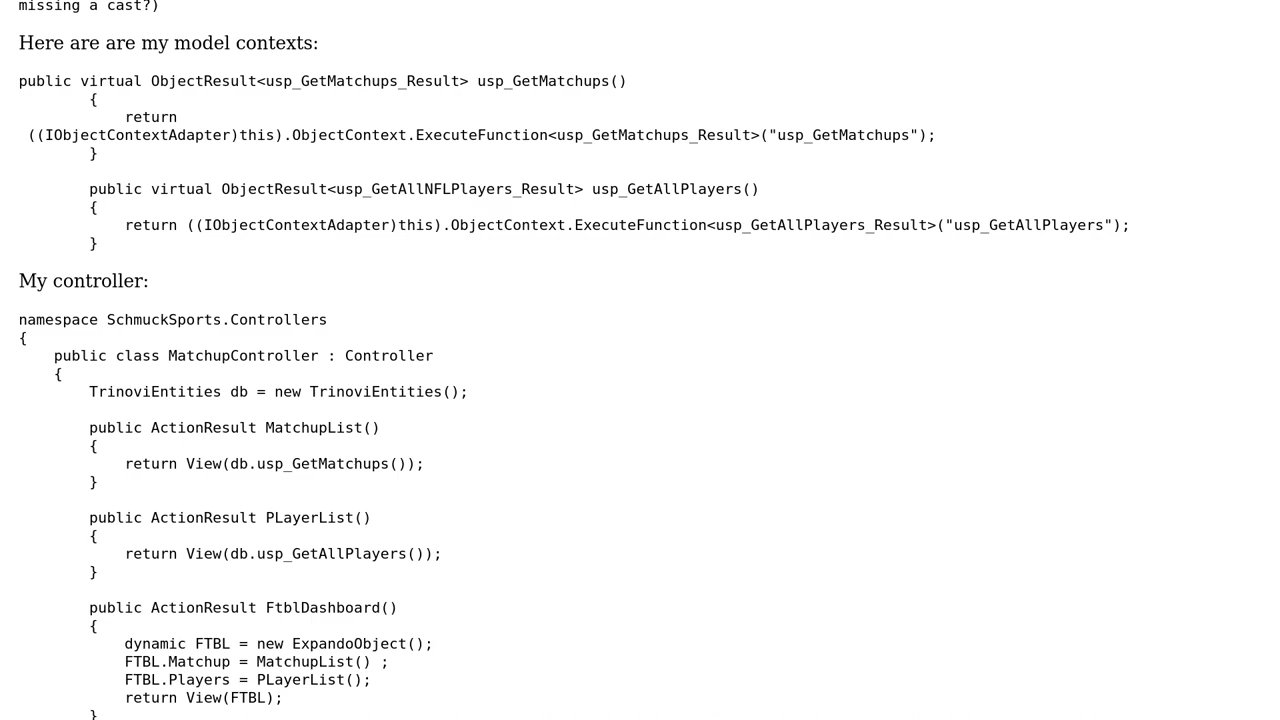 missing a cast?)
Here are are my model contexts:
public virtual ObjectResult<usp_GetMatchups_Result> usp_GetMatchups()
{
return
((IObjectContextAdapter)this).ObjectContext.ExecuteFunction<usp_GetMatchups_Result>("usp_GetMatchups");
}
public virtual ObjectResult<usp_GetAllNFLPlayers_Result> usp_GetAllPlayers()
{
return ((IObjectContextAdapter)this).ObjectContext.ExecuteFunction<usp_GetAllPlayers_Result>("usp_GetAllPlayers");
}
My controller:
namespace SchmuckSports.Controllers
{
public class MatchupController : Controller
{
TrinoviEntities db = new TrinoviEntities();
public ActionResult MatchupList()
{
return View(db.usp_GetMatchups());
}
public ActionResult PLayerList()
{
return View(db.usp_GetAllPlayers());
}
public ActionResult FtblDashboard()
{
dynamic FTBL = new ExpandoObject();
FTBL.Matchup = MatchupList() ;
FTBL.Players = PLayerList();
return View(FTBL);
}